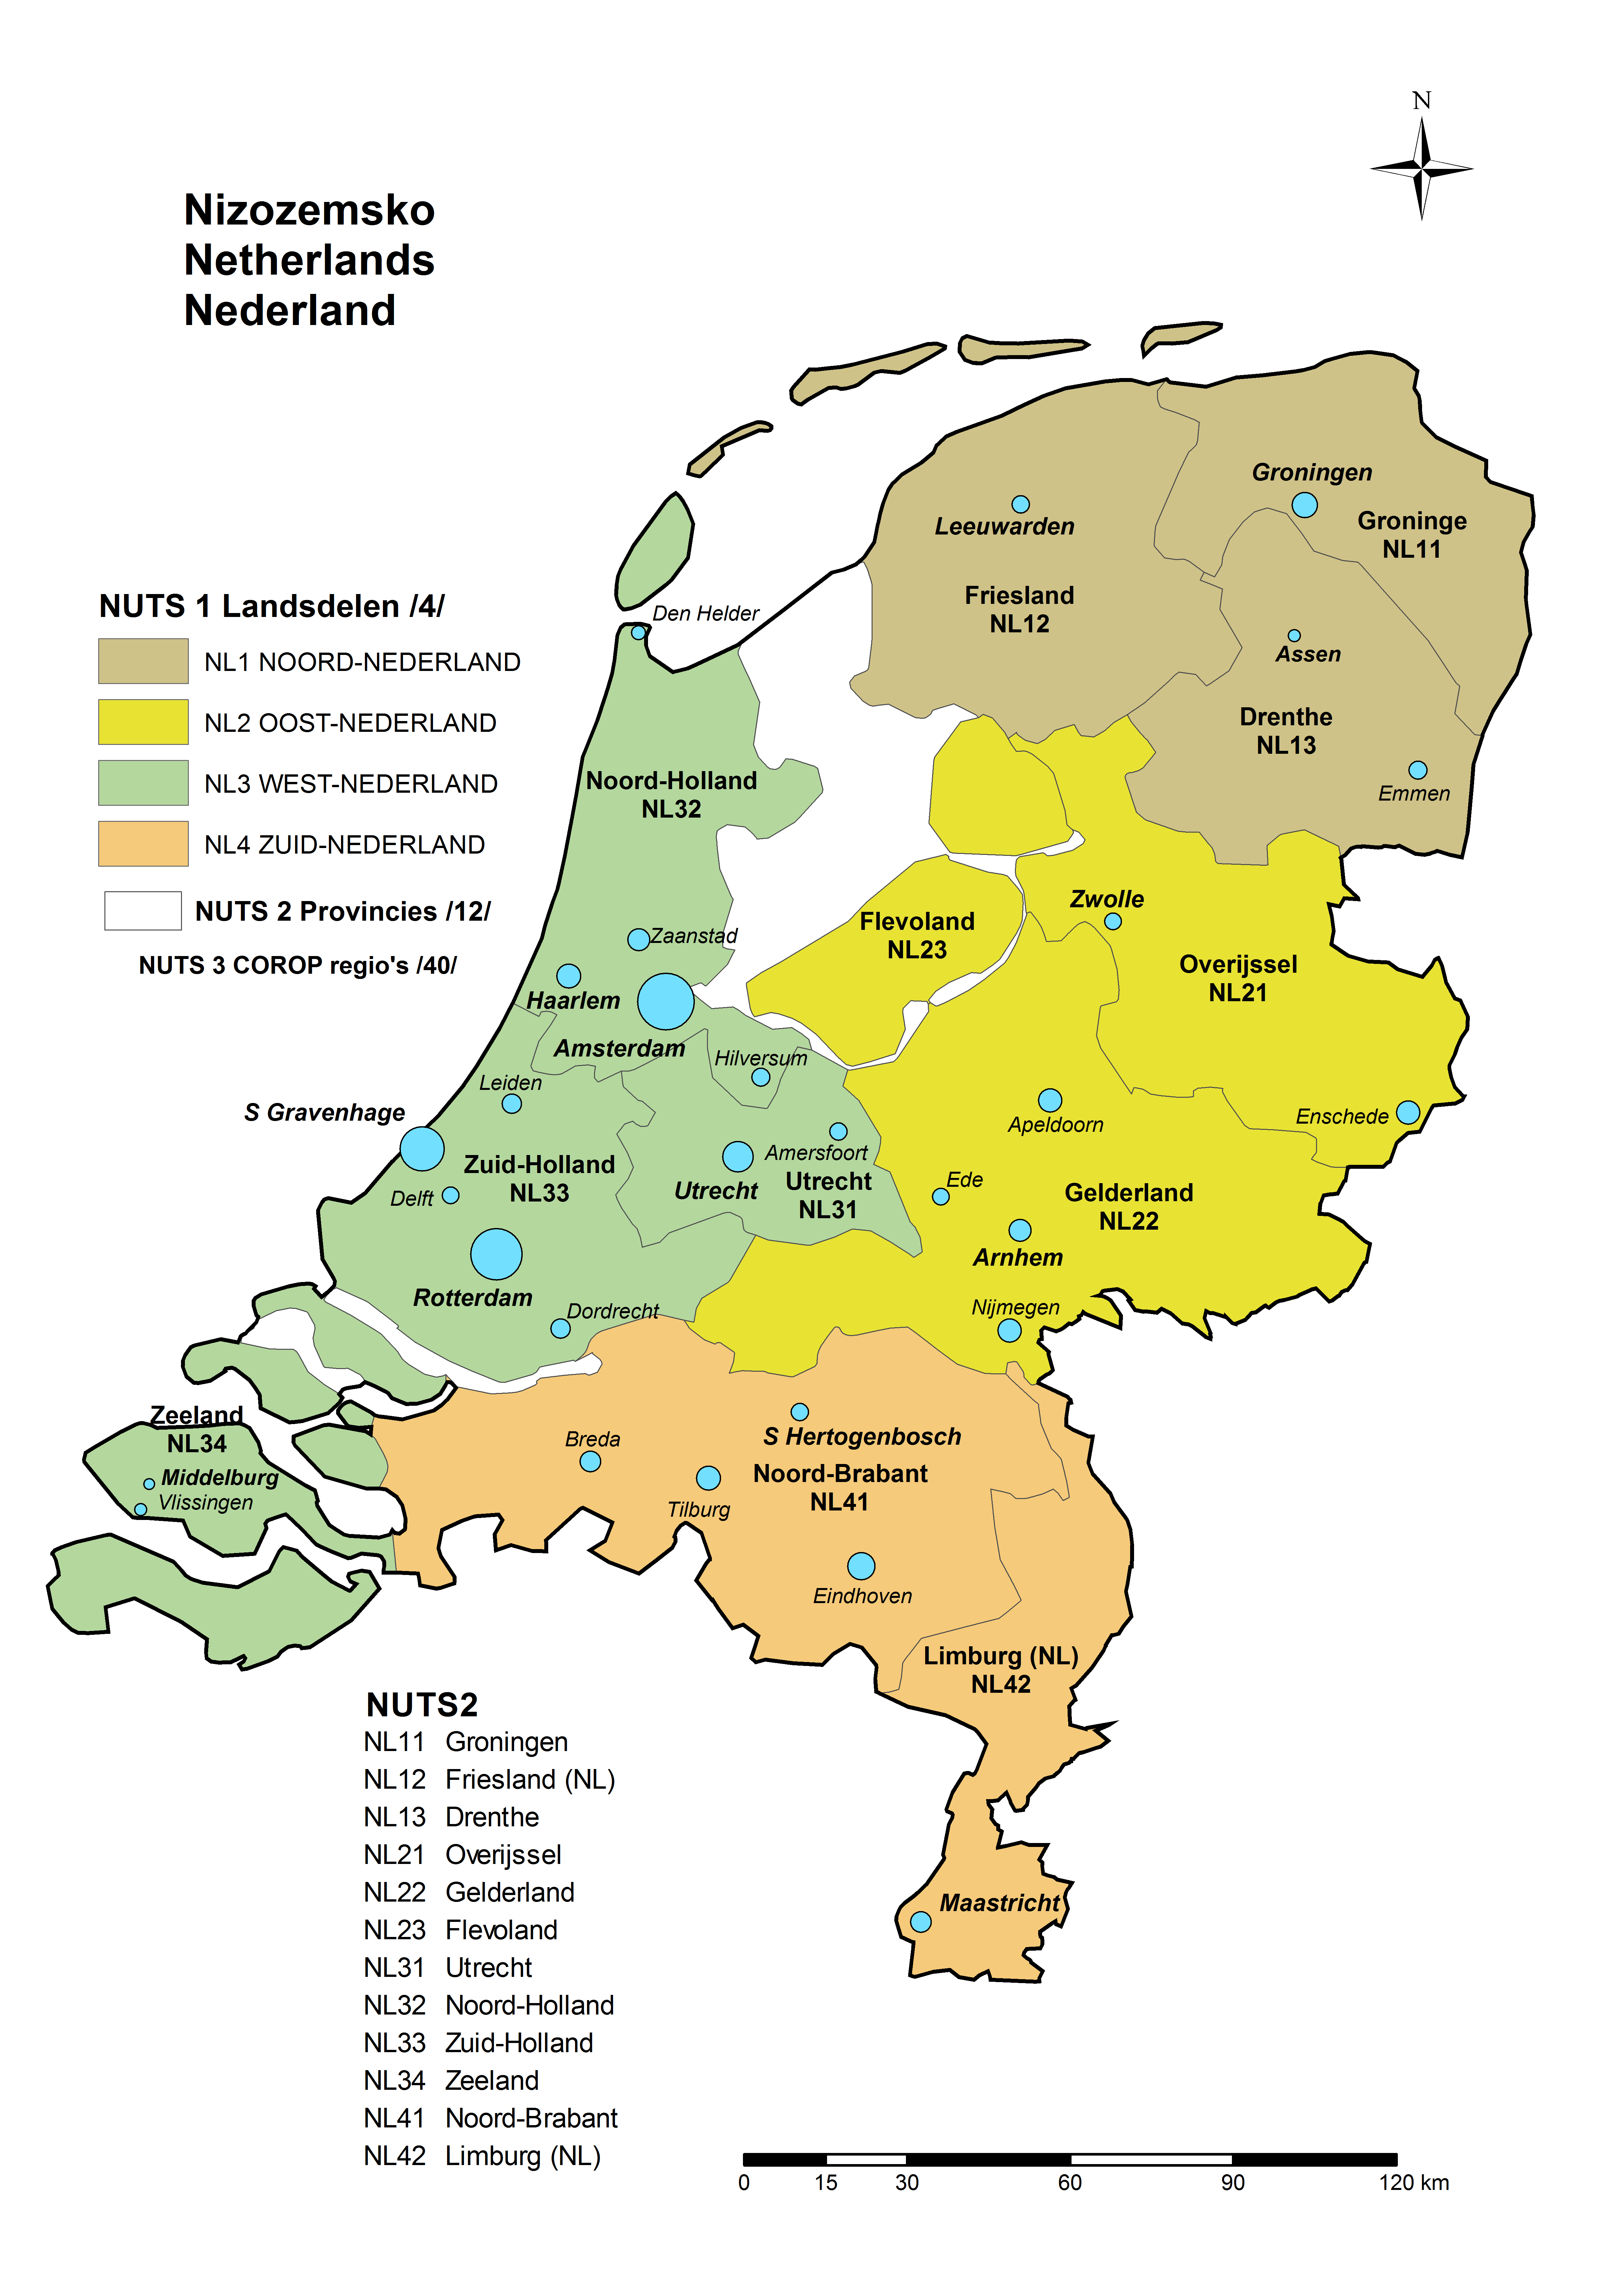 N
Nizozemsko
Netherlands
Nederland
Groningen
Groninge
NL11
Leeuwarden
Friesland
NL12
Assen
Drenthe
NL13
Emmen
Den Helder
NUTS 1 Landsdelen /4/
NL1 NOORD-NEDERLAND
NL2 OOST-NEDERLAND
NL3 WEST-NEDERLAND
NL4 ZUID-NEDERLAND
NUTS 2 Provincies /12/
NUTS 3 COROP regio's /40/
Noord-Holland
NL32
Zwolle
Flevoland
NL23
Zaanstad
Overijssel
NL21
Haarlem
Amsterdam
Hilversum
Leiden
S Gravenhage
Apeldoorn
Enschede
Amersfoort
Zuid-Holland
NL33
Delft
Utrecht
Utrecht
NL31
Ede
Gelderland
NL22
Arnhem
Rotterdam
Dordrecht
Nijmegen
Zeeland
NL34
Middelburg
Vlissingen
Breda
S Hertogenbosch
Noord-Brabant
NL41
Tilburg
Eindhoven
Limburg (NL)
NL42
Maastricht
NUTS2
NL11 Groningen
NL12 Friesland (NL)
NL13 Drenthe
NL21 Overijssel
NL22 Gelderland
NL23 Flevoland
NL31 Utrecht
NL32 Noord-Holland
NL33 Zuid-Holland
NL34 Zeeland
NL41 Noord-Brabant
NL42 Limburg (NL)
0 15 30 60 90 120 km